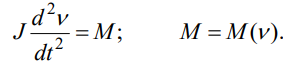 J d²ν/dt² = M;    M = M(ν).